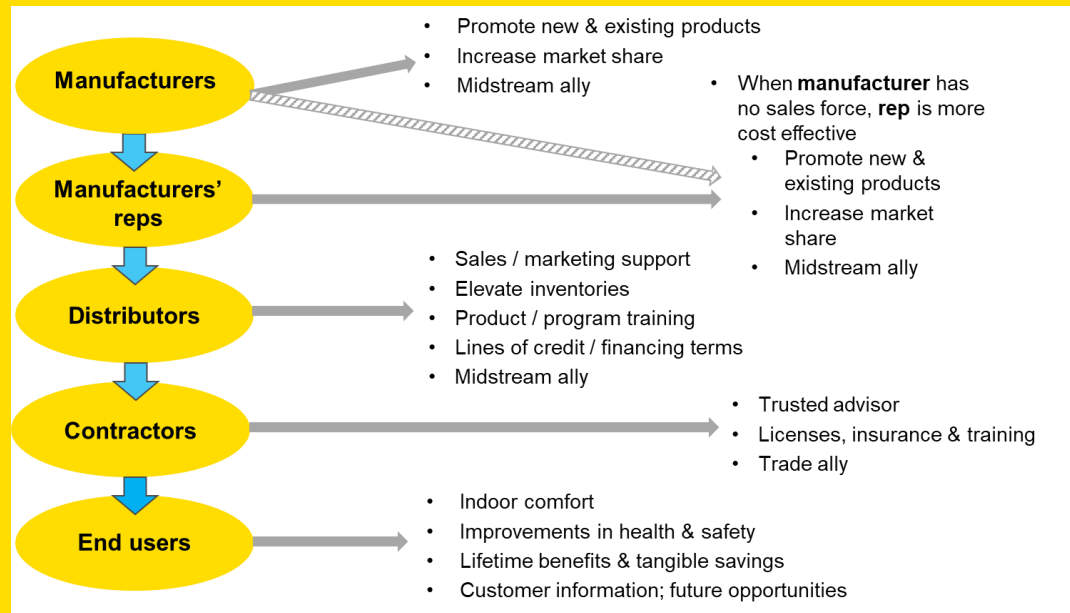 Manufacturers
• Promote new & existing products
• Increase market share
• Midstream ally
Manufacturers’
reps
• When manufacturer has
no sales force, rep is more
cost effective
• Promote new &
existing products
• Increase market
share
• Midstream ally
Distributors
• Sales / marketing support
• Elevate inventories
• Product / program training
• Lines of credit / financing terms
• Midstream ally
Contractors
• Trusted advisor
• Licenses, insurance & training
• Trade ally
End users
• Indoor comfort
• Improvements in health & safety
• Lifetime benefits & tangible savings
• Customer information; future opportunities